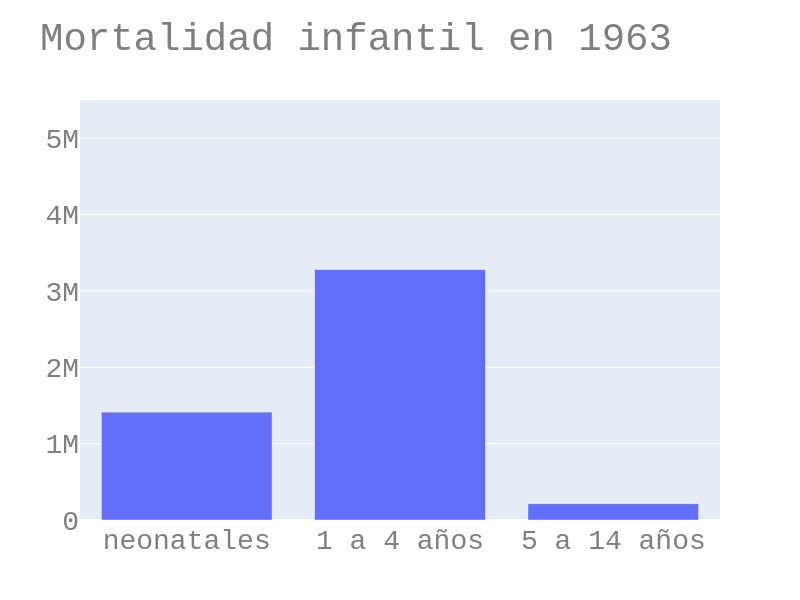 Mortalidad infantil en 1963
5M
4M
3M
2M
1M
0
neonatales 1 a 4 años 5 a 14 años